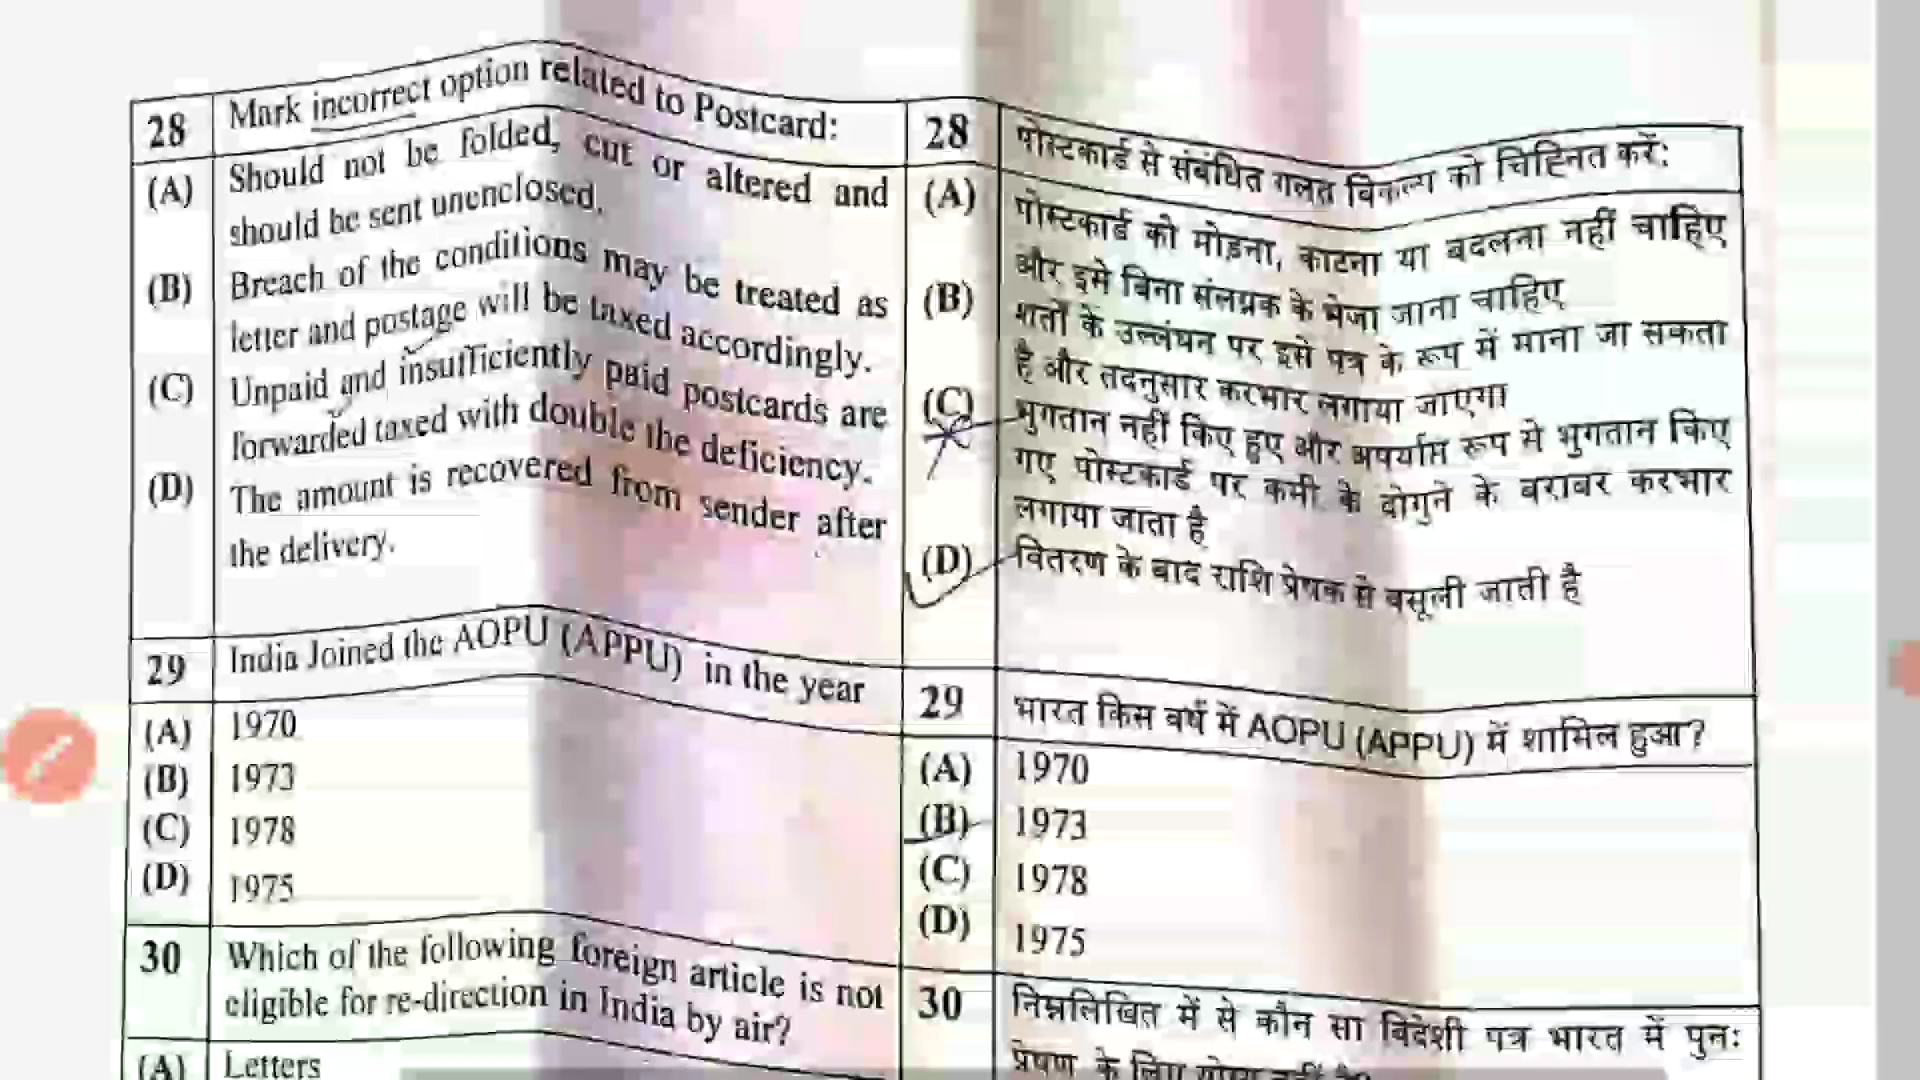 28 Mark incorrect option related to Postcard:
(A) Should not be folded, cut or altered and
should be sent unenclosed.
(B) Breach of the conditions may be treated as
letter and postage will be taxed accordingly.
(C) Unpaid and insufficiently paid postcards are
forwarded taxed with double the deficiency.
(D) The amount is recovered from sender after
the delivery.
29 India Joined the AOPU (APPU) in the year
(A) 1970
(B) 1973
(C) 1978
(D) 1975
30 Which of the following foreign article is not
eligible for re-direction in India by air?
(A) Letters
28 पोस्टकार्ड से संबंधित गलत विकल्प को चिह्नित करें:
(A) पोस्टकार्ड को मोड़ना, काटना या बदलना नहीं चाहिए
और इसे बिना संलग्नक के भेजा जाना चाहिए
(B) शर्तों के उल्लंघन पर इसे पत्र के रूप में माना जा सकता
है और तदनुसार करभार लगाया जाएगा
(C) भुगतान नहीं किए हुए और अपर्याप्त रूप से भुगतान किए
गए पोस्टकार्ड पर कमी के दोगुने के बराबर करभार
लगाया जाता है
(D) वितरण के बाद राशि प्रेषक से वसूली जाती है
29 भारत किस वर्ष में AOPU (APPU) में शामिल हुआ?
(A) 1970
(B) 1973
(C) 1978
(D) 1975
30 निम्नलिखित में से कौन सा विदेशी पत्र भारत में पुनः
प्रेषण के लिए योग्य नहीं है?